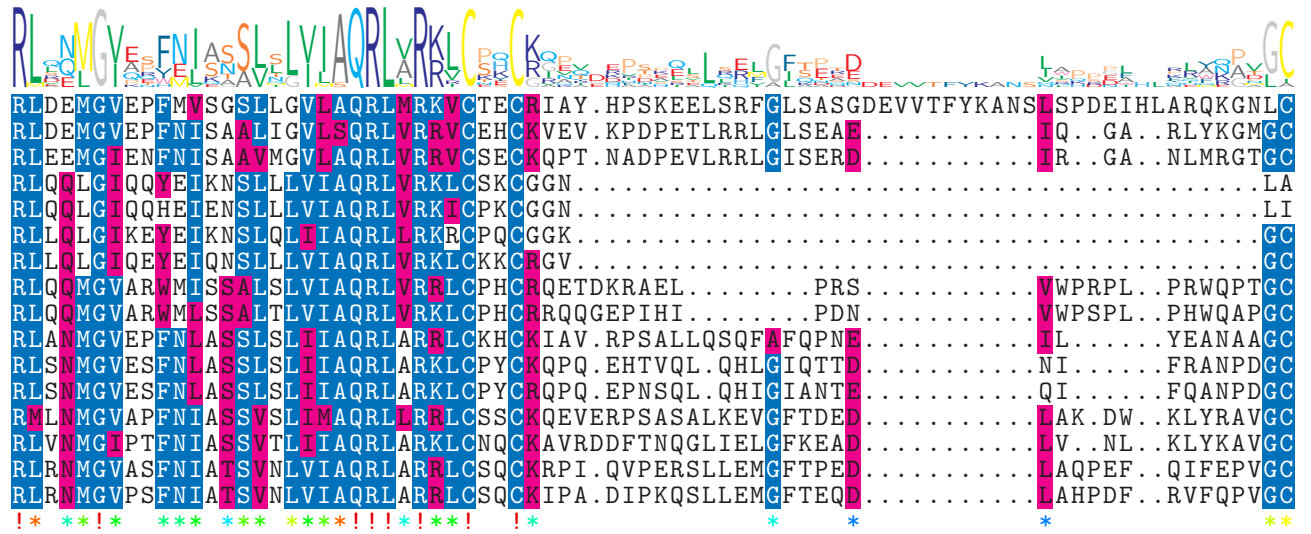 RLDEMGVEPFMVSGSLLGVLAQRLMRKVCTECRIAY.HPSKEELSRFGLSASGDEVVTFYKANSLSPDEIHLARQKGNLC
RLDEMGVEPFNISAALIGVLSQRLVRRVCEHCKVEV.KPDPETLRRLGLSEAE...........IQ..GA..RLYKGMGC
RLEEMGIENFNISAAVMGVLAQRLVRRVCSECKQPT.NADPEVLRRLGISERD...........IR..GA..NLMRGTGC
RLQQLGIQQYEIKNSLLLVIAQRLVRKLCSKCGGN...........................................LA
RLQQLGIQQHEIENSLLLVIAQRLVRKICPKCGGN...........................................LI
RLLQLGIKEYEIKNSLQLIIAQRLLRKRCPQCGGK...........................................GC
RLLQLGIQEYEIQNSLLLVIAQRLVRKLCKKCRGV...........................................GC
RLQQMGVARWMISSALSLVIAQRLVRRLCPHCRQETDKRAEL........PRS...........VWPRPL..PRWQPTGC
RLQQMGVARWMLSSALTLVIAQRLVRKLCPHCRRQQGEPIHI........PDN...........VWPSPL..PHWQAPGC
RLANMGVEPFNLASSLSLIIAQRLARRLCKHCKIAV.RPSALLQSQFAFQPNE...........IL......YEANAAGC
RLSNMGVESFNLASSLSLIIAQRLARKLCPYCKQPQ.EHTVQL.QHLGIQTTD...........NI......FRANPDGC
RLSNMGVESFNLASSLSLIIAQRLARKLCPYCRQPQ.EPNSQL.QHIGIANTE...........QI......FQANPDGC
RMLNMGVAPFNIASSVSLIMAQRLLRRLCSSCKQEVERPSASALKEVGFTDED...........LAK.DW..KLYRAVGC
RLVNMGIPTFNIASSVTLIIAQRLARKLCNQCKAVRDDFTNQGLIELGFKEAD...........LV..NL..KLYKAVGC
RLRNMGVASFNIATSVNLVIAQRLARRLCSQCKRPI.QVPERSLLEMGFTPED...........LAQPEF..QIFEPVGC
RLRNMGVPSFNIATSVNLVIAQRLARRLCSQCKIPA.DIPKQSLLEMGFTEQD...........LAHPDF..RVFQPVGC
!* **!*  *** *** ****!!!*!**!  !*              *    *           *             **